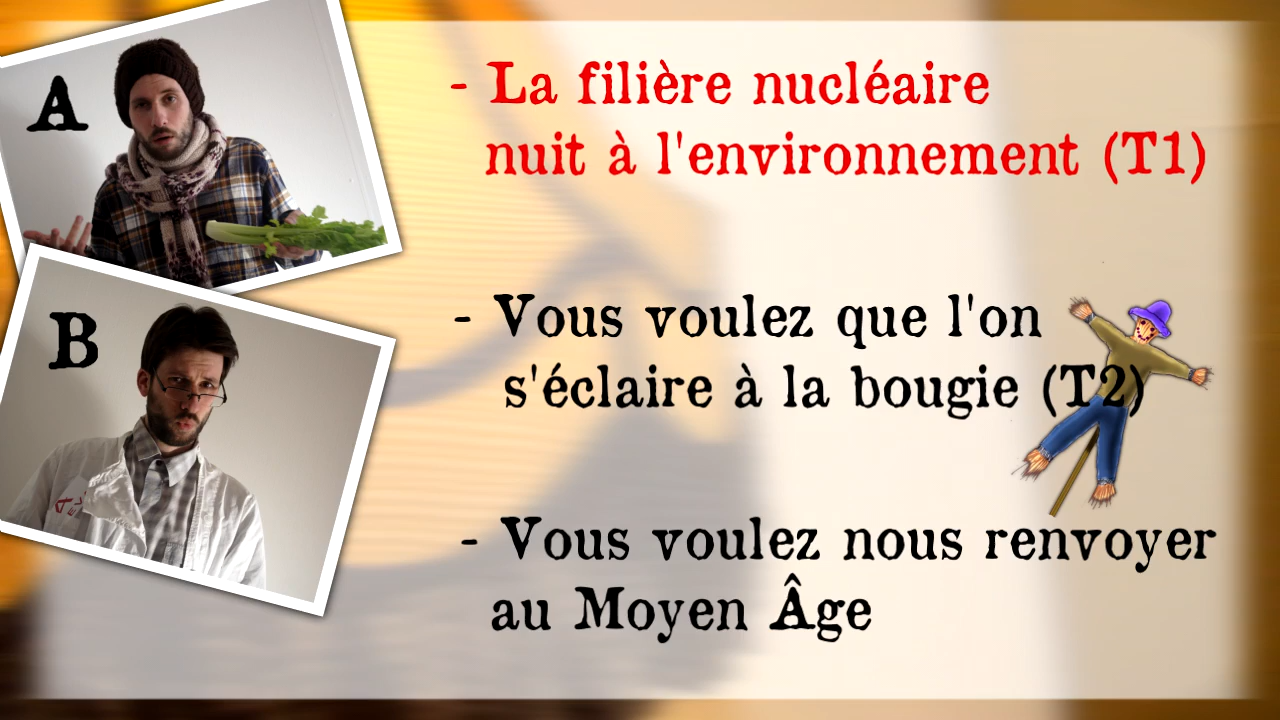 A
- La filière nucléaire
nuit à l'environnement (T1)
B
- Vous voulez que l'on
s'éclaire à la bougie (T2)
- Vous voulez nous renvoyer
au Moyen Âge